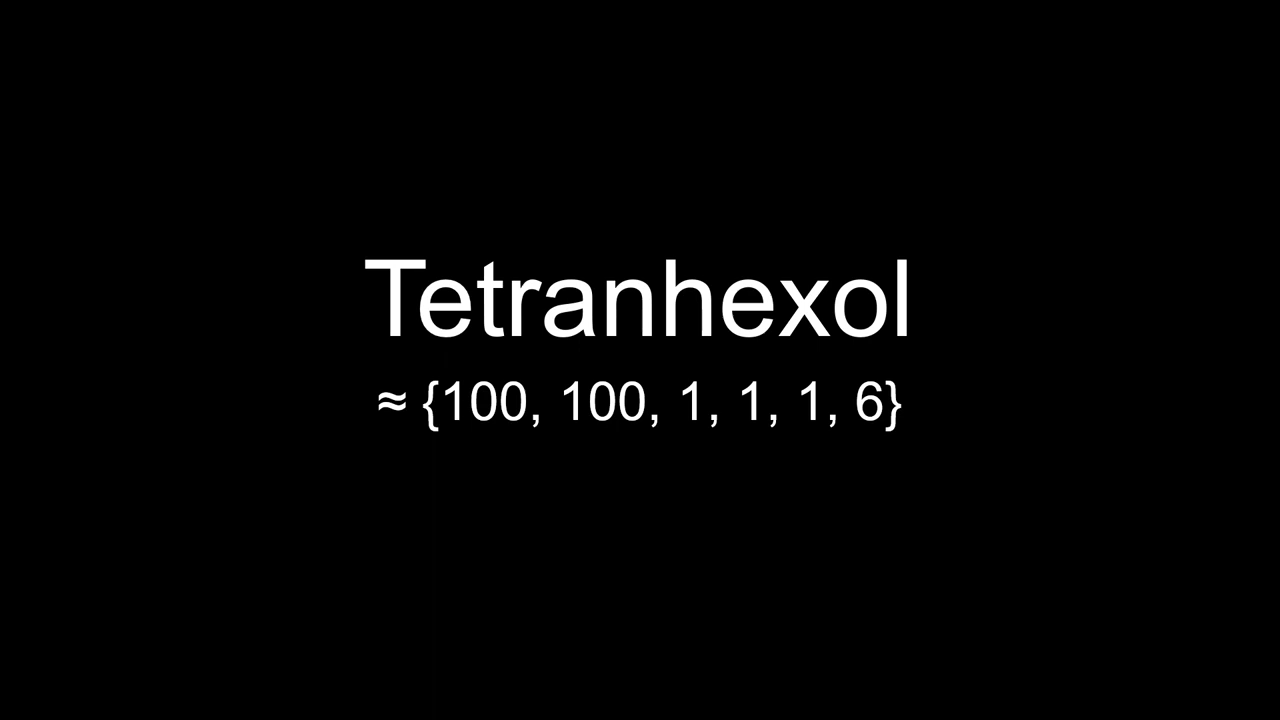 Tetranhexol
≈ {100, 100, 1, 1, 1, 6}